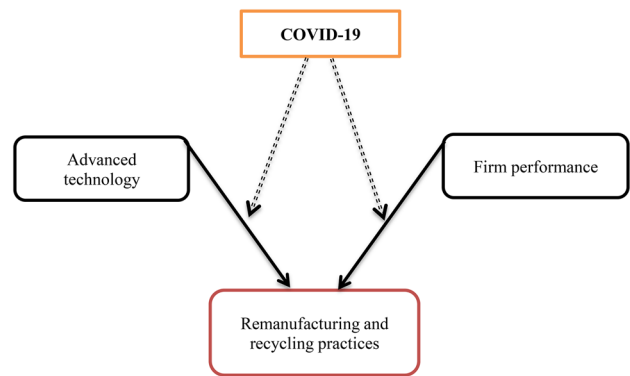 COVID-19
Advanced
technology
Firm performance
Remanufacturing and
recycling practices